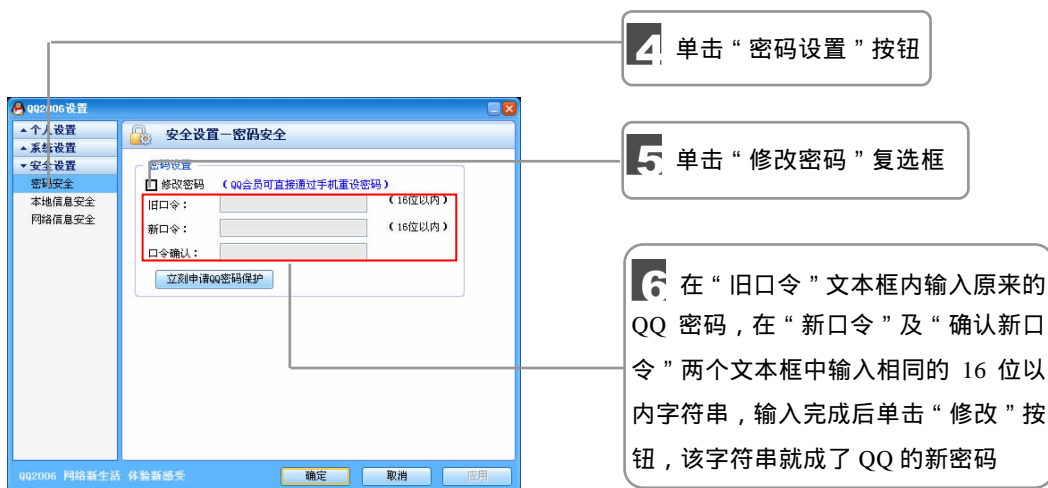 4 单击“密码设置”按钮
QQ2006设置
个人设置
系统设置
安全设置
密码安全
本地信息安全
网络信息安全
安全设置－密码安全
密码设置
修改密码 （QQ会员可直接通过手机重设密码）
旧口令： （16位以内）
新口令： （16位以内）
口令确认：
立刻申请QQ密码保护
QQ2006 网络新生活 体验新感受
确定 取消 应用
5 单击“修改密码”复选框
6 在“旧口令”文本框内输入原来的
QQ 密码，在“新口令”及“确认新口
令”两个文本框中输入相同的 16 位以
内字符串，输入完成后单击“修改”按
钮，该字符串就成了 QQ 的新密码